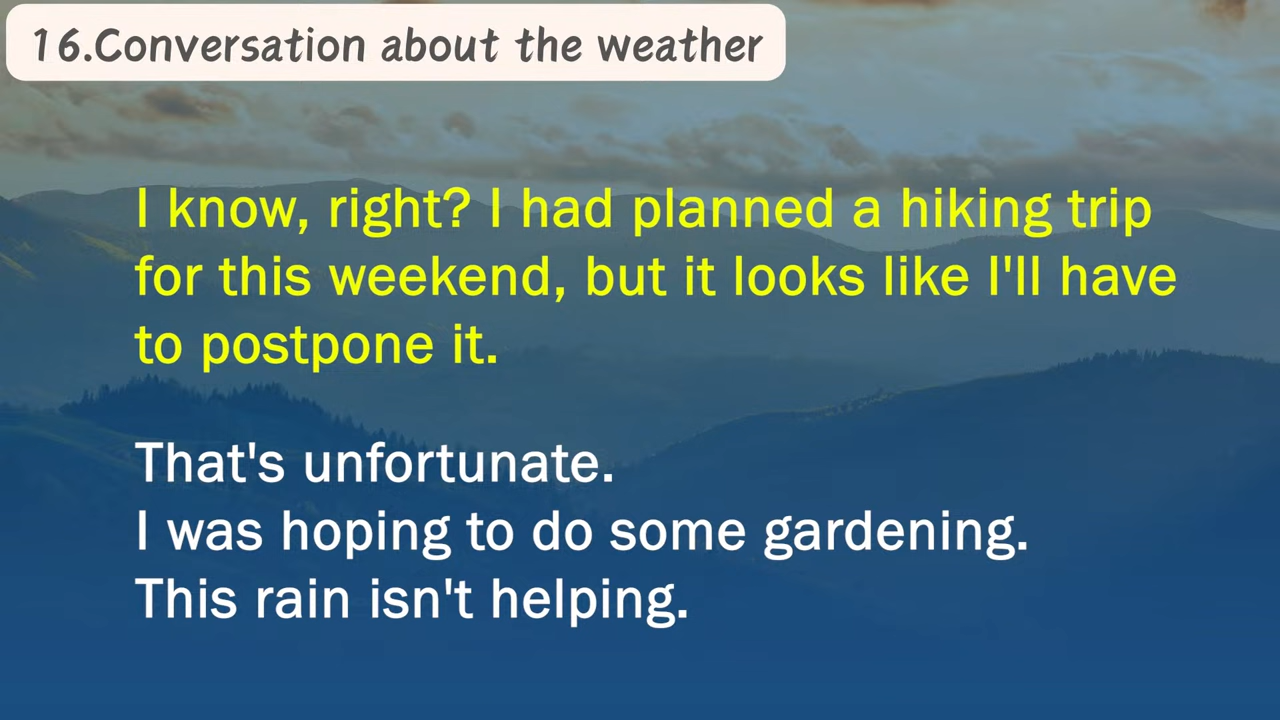 16.Conversation about the weather
I know, right? I had planned a hiking trip
for this weekend, but it looks like I'll have
to postpone it.
That's unfortunate.
I was hoping to do some gardening.
This rain isn't helping.